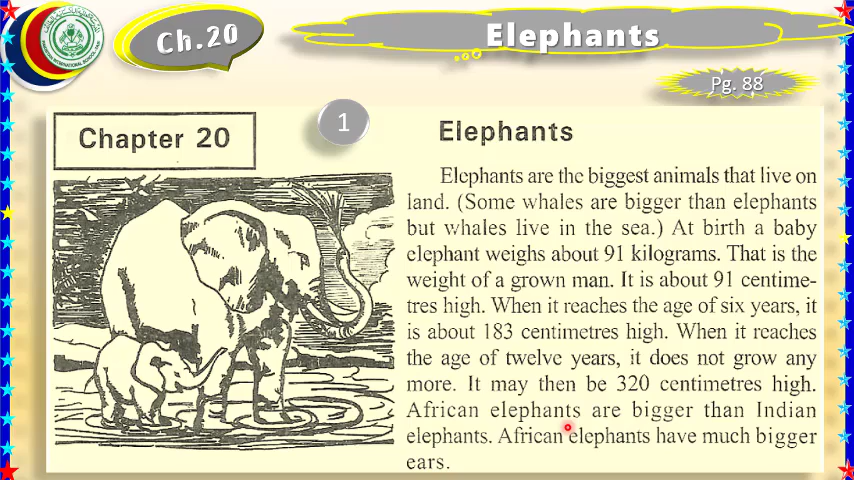 Ch.20
Elephants
Pg. 88
Chapter 20
1
Elephants
Elephants are the biggest animals that live on
land. (Some whales are bigger than elephants
but whales live in the sea.) At birth a baby
elephant weighs about 91 kilograms. That is the
weight of a grown man. It is about 91 centime-
tres high. When it reaches the age of six years, it
is about 183 centimetres high. When it reaches
the age of twelve years, it does not grow any
more. It may then be 320 centimetres high.
African elephants are bigger than Indian
elephants. African elephants have much bigger
ears.